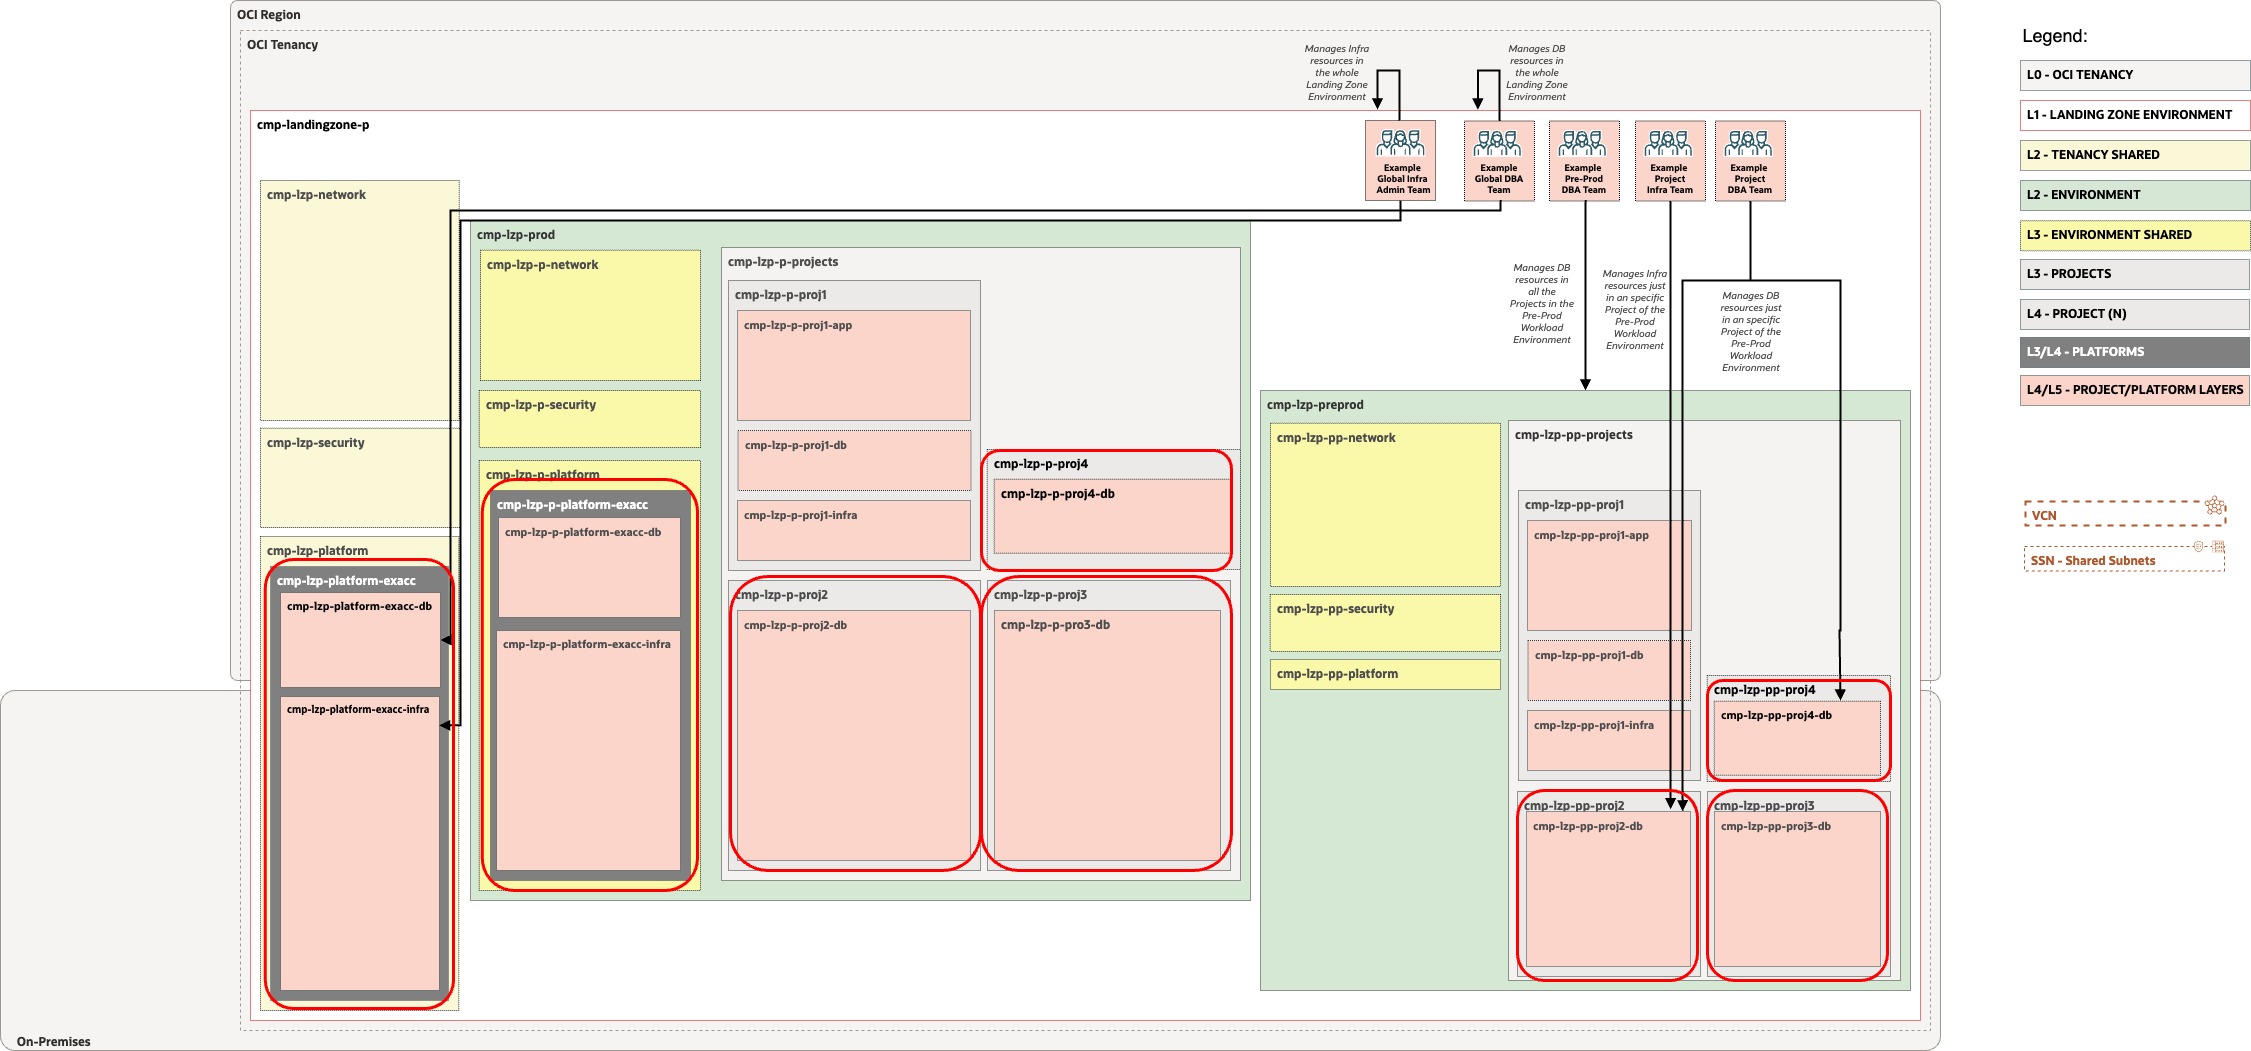 OCI Region
OCI Tenancy
Manages Infra
resources in
the whole
Landing Zone
Environment
Manages DB
resources in
the whole
Landing Zone
Environment
cmp-landingzone-p
Example
Global Infra
Admin Team
Example
Global DBA
Team
Example
Pre-Prod
DBA Team
Example
Project
Infra Team
Example
Project
DBA Team
cmp-lzp-network
cmp-lzp-security
cmp-lzp-platform
cmp-lzp-platform-exacc
cmp-lzp-platform-exacc-db
cmp-lzp-platform-exacc-infra
cmp-lzp-prod
cmp-lzp-p-network
cmp-lzp-p-security
cmp-lzp-p-platform
cmp-lzp-p-platform-exacc
cmp-lzp-p-platform-exacc-db
cmp-lzp-p-platform-exacc-infra
cmp-lzp-p-projects
cmp-lzp-p-proj1
cmp-lzp-p-proj1-app
cmp-lzp-p-proj1-db
cmp-lzp-p-proj1-infra
cmp-lzp-p-proj4
cmp-lzp-p-proj4-db
cmp-lzp-p-proj2
cmp-lzp-p-proj2-db
cmp-lzp-p-proj3
cmp-lzp-p-pro3-db
Manages DB
resources in
all the
Projects in the
Pre-Prod
Workload
Environment
Manages Infra
resources just
in an specific
Project of the
Pre-Prod
Workload
Environment
Manages DB
resources just
in an specific
Project of the
Pre-Prod
Workload
Environment
cmp-lzp-preprod
cmp-lzp-pp-network
cmp-lzp-pp-security
cmp-lzp-pp-platform
cmp-lzp-pp-projects
cmp-lzp-pp-proj1
cmp-lzp-pp-proj1-app
cmp-lzp-pp-proj1-db
cmp-lzp-pp-proj1-infra
cmp-lzp-pp-proj4
cmp-lzp-pp-proj4-db
cmp-lzp-pp-proj2
cmp-lzp-pp-proj2-db
cmp-lzp-pp-proj3
cmp-lzp-pp-proj3-db
On-Premises
Legend:
L0 - OCI TENANCY
L1 - LANDING ZONE ENVIRONMENT
L2 - TENANCY SHARED
L2 - ENVIRONMENT
L3 - ENVIRONMENT SHARED
L3 - PROJECTS
L4 - PROJECT (N)
L3/L4 - PLATFORMS
L4/L5 - PROJECT/PLATFORM LAYERS
VCN
SSN - Shared Subnets